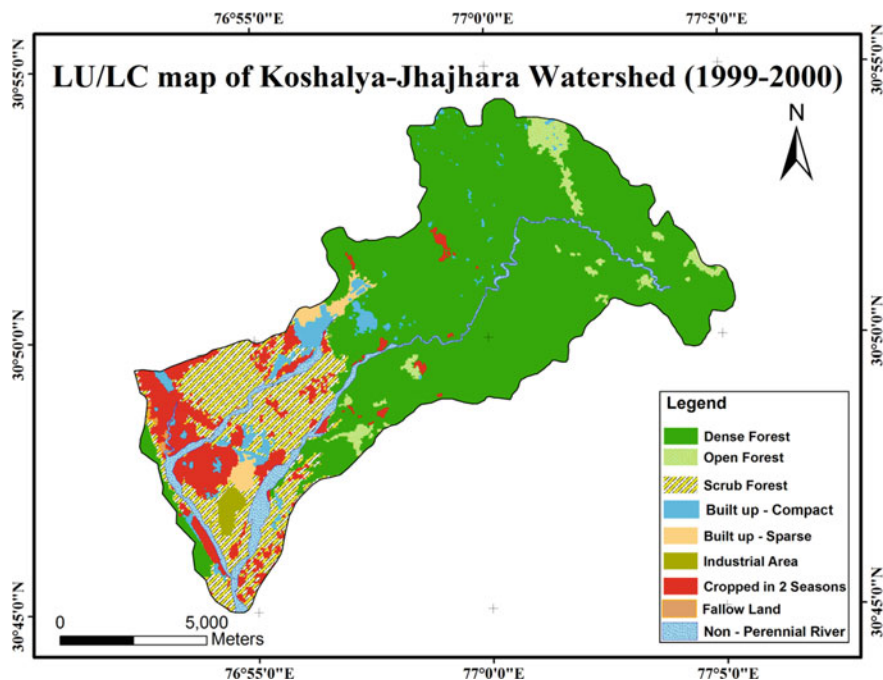 76°55'0"E 77°0'0"E 77°5'0"E
LU/LC map of Koshalya-Jhajhara Watershed (1999-2000)
N
30°55'0"N 30°55'0"N
30°50'0"N 30°50'0"N
30°45'0"N 30°45'0"N
Legend
Dense Forest
Open Forest
Scrub Forest
Built up - Compact
Built up - Sparse
Industrial Area
Cropped in 2 Seasons
Fallow Land
Non - Perennial River
0 5,000
Meters
76°55'0"E 77°0'0"E 77°5'0"E